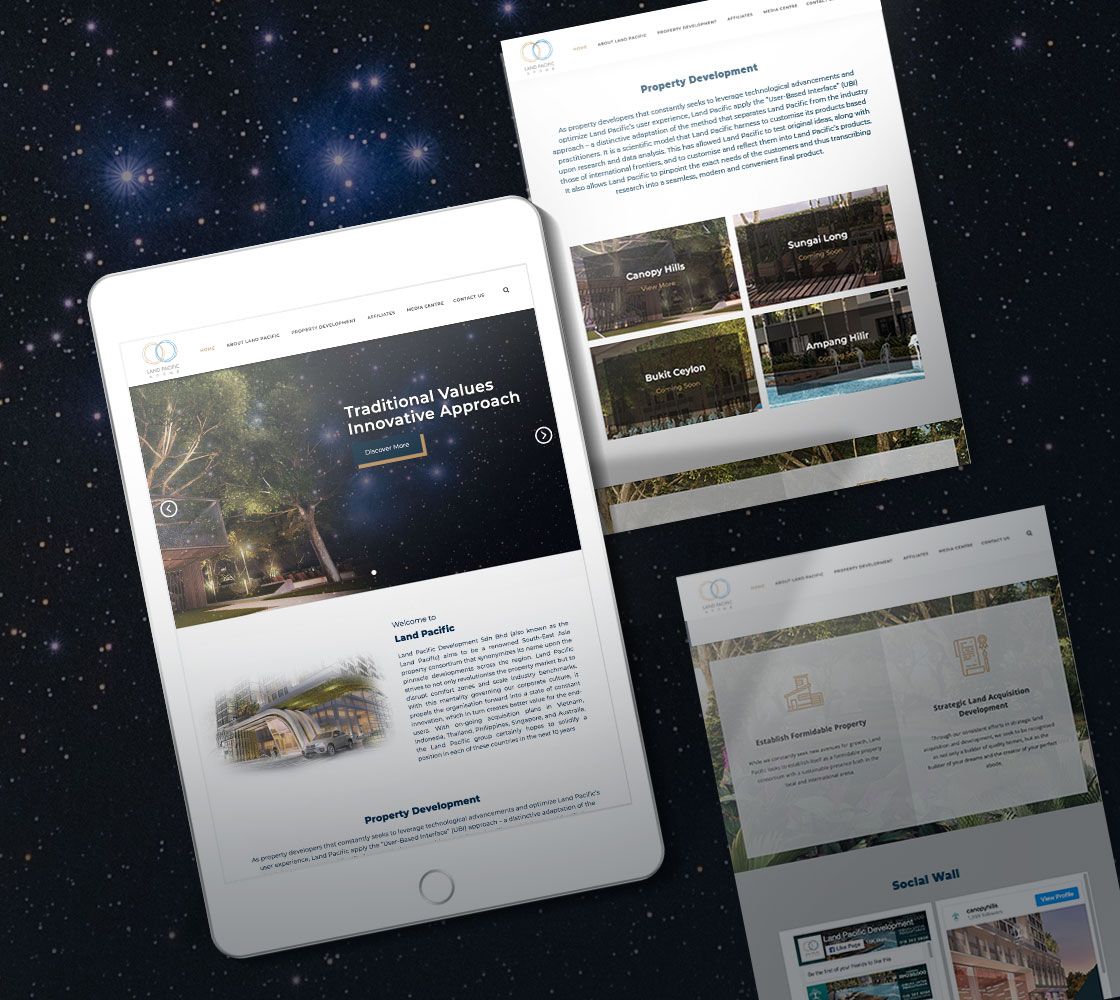 LAND PACIFIC
HOME ABOUT LAND PACIFIC PROPERTY DEVELOPMENT AFFILIATES MEDIA CENTRE CONTACT US
Traditional Values
Innovative Approach
Discover More
Welcome to
Land Pacific
Land Pacific Development Sdn Bhd (also known as the
Land Pacific) aims to be a renowned South-East Asia
property consortium that synonymizes its name upon the
pinnacle developments across the region. Land Pacific
strives to not only revolutionise the property market but to
disrupt comfort zones and scale industry benchmarks.
With this mentality governing our corporate culture, it
propels the organisation forward into a state of constant
innovation, which in turn creates better value for the end-
users. With on-going acquisition plans in Vietnam,
Indonesia, Thailand, Philippines, Singapore, and Australia,
the Land Pacific group certainly hopes to solidify a
position in each of these countries in the next 10 years
Property Development
As property developers that constantly seeks to leverage technological advancements and optimize Land Pacific's
user experience, Land Pacific apply the "User-Based Interface" (UBI) approach – a distinctive adaptation of the
LAND PACIFIC
HOME ABOUT LAND PACIFIC PROPERTY DEVELOPMENT AFFILIATES MEDIA CENTRE
Property Development
As property developers that constantly seeks to leverage technological advancements and
optimize Land Pacific's user experience, Land Pacific apply the "User-Based Interface" (UBI)
approach – a distinctive adaptation of the method that separates Land Pacific from the industry
practitioners. It is a scientific model that Land Pacific harness to customise its products based
upon research and data analysis. This has allowed Land Pacific to test original ideas, along with
those of international frontiers, and to customise and reflect them into Land Pacific's products.
It also allows Land Pacific to pinpoint the exact needs of the customers and thus transcribing
research into a seamless, modern and convenient final product.
Canopy Hills
View More
Sungai Long
Coming Soon
Bukit Ceylon
Coming Soon
Ampang Hilir
Coming Soon
LAND PACIFIC
HOME ABOUT LAND PACIFIC PROPERTY DEVELOPMENT AFFILIATES MEDIA CENTRE CONTACT US
Establish Formidable Property
While we constantly seek new avenues for growth, Land
Pacific looks to establish itself as a formidable property
consortium with a sustainable presence both in the
local and international arena.
Strategic Land Acquisition
Development
Through our consistent efforts in strategic land
acquisition and development, we seek to be recognised
as not only a builder of quality homes, but as the
builder of your dreams and the creator of your perfect
abode.
Social Wall
Land Pacific Development
Like Page
Be the first of your friends to like this
canopyhills
followers
View Profile